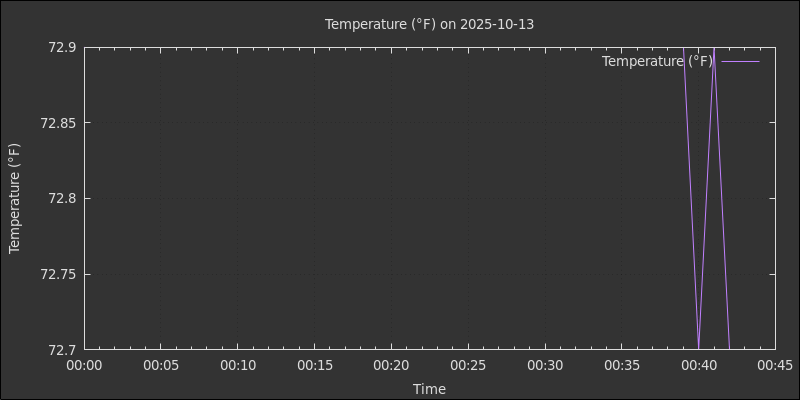 Temperature (°F) on 2025-10-13
72.9
Temperature (°F)
72.85
72.8
72.75
72.7
Temperature (°F)
00:00 00:05 00:10 00:15 00:20 00:25 00:30 00:35 00:40 00:45
Time